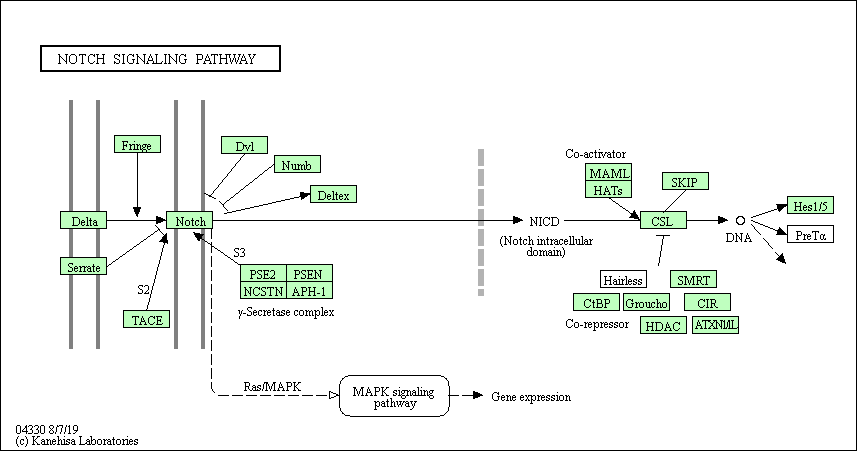 NOTCH SIGNALING PATHWAY
Fringe
Dvl
Numb
Deltex
Co-activator
MAML
HATs
SKIP
Delta
Notch
NICD
(Notch intracellular
domain)
CSL
DNA
Hes1/5
PreTα
Serrate
S2
TACE
S3
PSE2 PSEN
NCSTN APH-1
γ-Secretase complex
Hairless
SMRT
CtBP
Groucho
CIR
Co-repressor
HDAC
ATXN1/L
Ras/MAPK
MAPK signaling
pathway
Gene expression
04330 8/7/19
(c) Kanehisa Laboratories